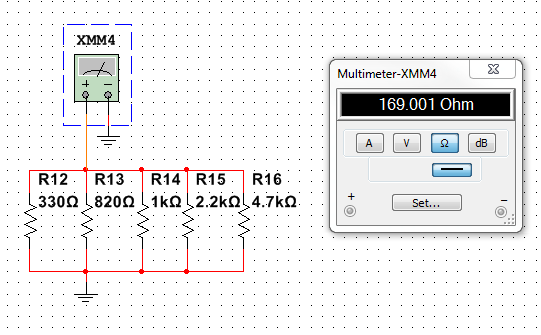 XMM4
+ -
R12 R13 R14 R15 R16
330Ω 820Ω 1kΩ 2.2kΩ 4.7kΩ
Multimeter-XMM4
169.001 Ohm
A V Ω dB
+ Set... -